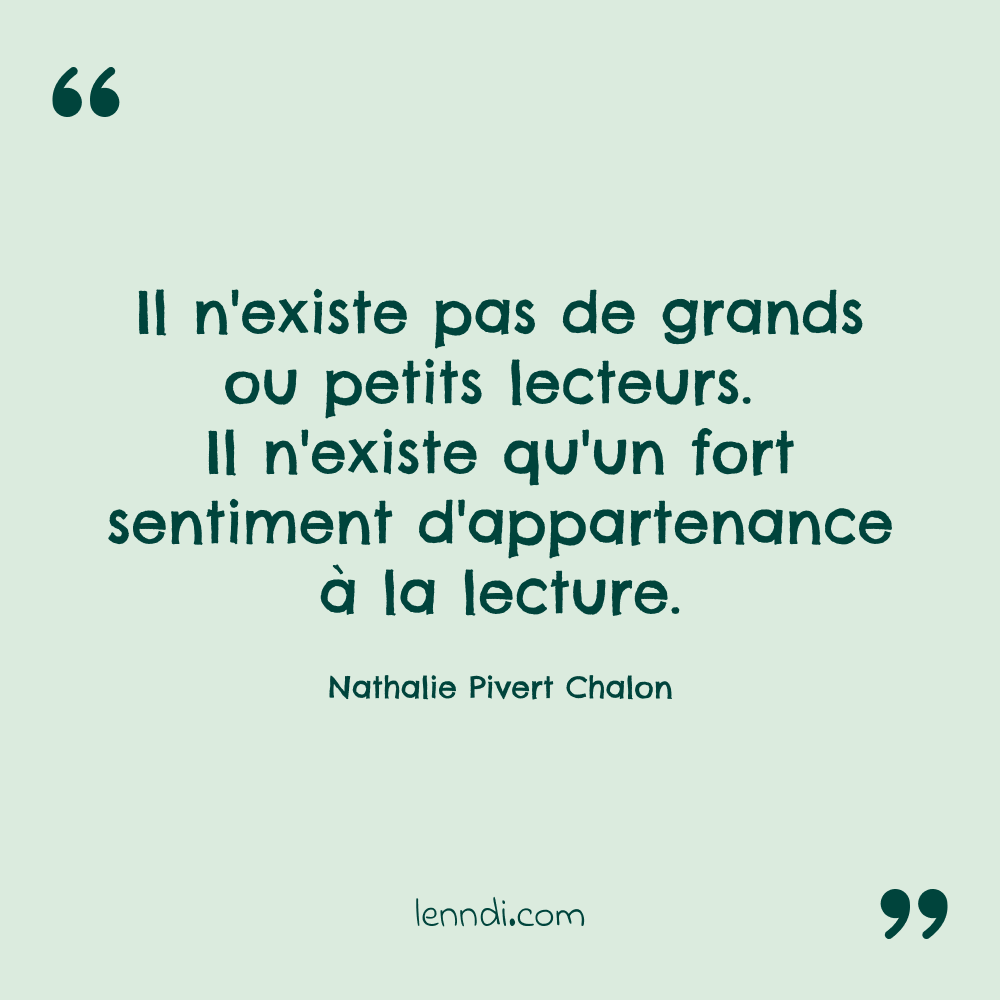 “
Il n'existe pas de grands
ou petits lecteurs.
Il n'existe qu'un fort
sentiment d'appartenance
à la lecture.
Nathalie Pivert Chalon
lenndi.com
”